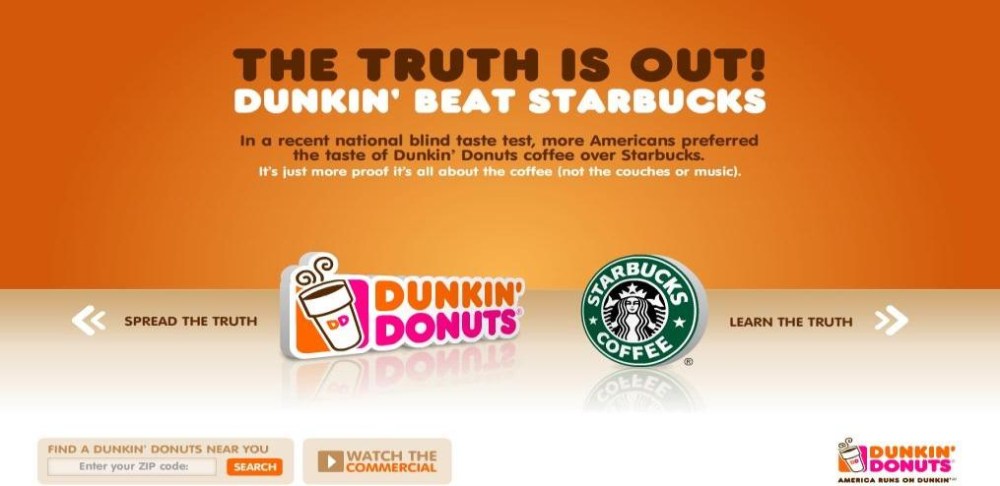 THE TRUTH IS OUT!
DUNKIN' BEAT STARBUCKS
In a recent national blind taste test, more Americans preferred
the taste of Dunkin' Donuts coffee over Starbucks.
It's just more proof it's all about the coffee (not the couches or music).
SPREAD THE TRUTH
DD
DUNKIN'
DONUTS®
STARBUCKS
COFFEE
®
LEARN THE TRUTH
FIND A DUNKIN' DONUTS NEAR YOU
Enter your ZIP code:
SEARCH
WATCH THE
COMMERCIAL
DUNKIN'
DONUTS
AMERICA RUNS ON DUNKIN'